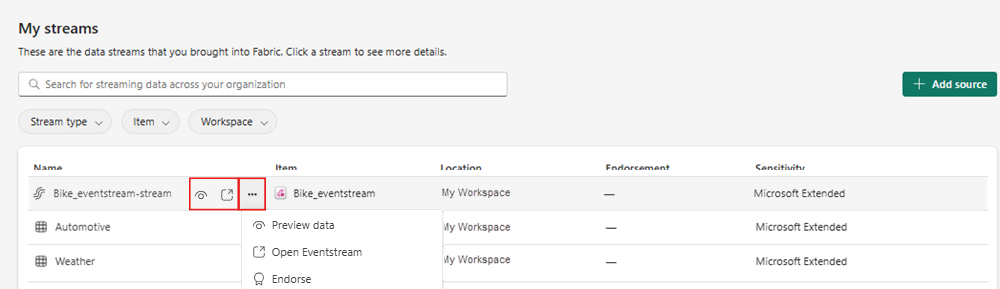 My streams
These are the data streams that you brought into Fabric. Click a stream to see more details.
Search for streaming data across your organization
Add source
Stream type Item Workspace
Name Item Location Endorsement Sensitivity
Bike_eventstream-stream ... Bike_eventstream My Workspace — Microsoft Extended
Preview data
Automotive My Workspace — Microsoft Extended
Open Eventstream
Weather My Workspace — Microsoft Extended
Endorse